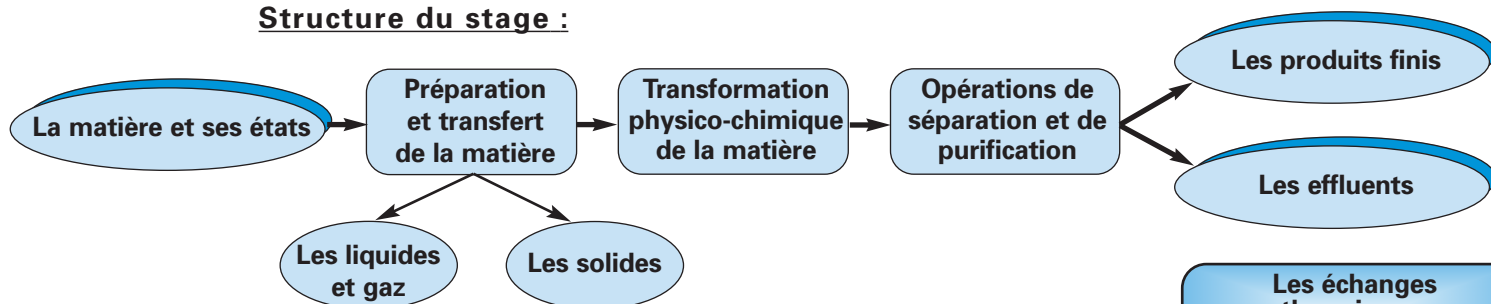 Structure du stage :
La matière et ses états
Préparation
et transfert
de la matière
Transformation
physico-chimique
de la matière
Opérations de
séparation et de
purification
Les produits finis
Les effluents
Les liquides
et gaz
Les solides
Les échanges